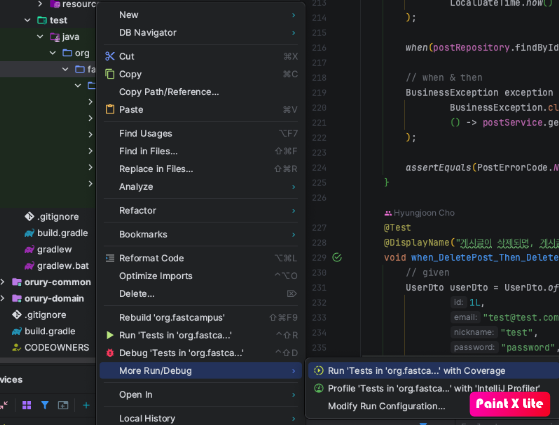 resourc
test
java
org
fa
.gitignore
build.gradle
gradlew
gradlew.bat
orury-common
orury-domain
.gitignore
build.gradle
CODEOWNERS
vices
New
DB Navigator
Cut ⌘X
Copy ⌘C
Copy Path/Reference...
Paste ⌘V
Find Usages ⌥F7
Find in Files... ⇧⌘F
Replace in Files... ⇧⌘R
Analyze
Refactor
Bookmarks
Reformat Code ⌥⌘L
Optimize Imports ^⌥O
Delete... ⌦
Rebuild 'org.fastcampus' ⇧⌘F9
Run 'Tests in 'org.fastca...' ^⇧R
Debug 'Tests in 'org.fastca...' ^⇧D
More Run/Debug
Open In
Local History
Run 'Tests in 'org.fastca...' with Coverage
Profile 'Tests in 'org.fastca...' with 'IntelliJ Profiler'
Modify Run Configuration...
213 LocalDateTime.now()
214 );
215
216 when(postRepository.findById
217
218 // when & then
219 BusinessException exception
220 BusinessException.cl
221 () -> postService.ge
222 );
223
224 assertEquals(PostErrorCode.N
225 }
226
Hyungjoon Cho
227 @Test
228 @DisplayName("게시글이 삭제되면, 게시글
229 void when_DeletePost_Then_Delete
230 // given
231 UserDto userDto = UserDto.of
232 id: 1L,
233 email: "test@test.com
234 nickname: "test",
235 password: "password",
Paint X Lite